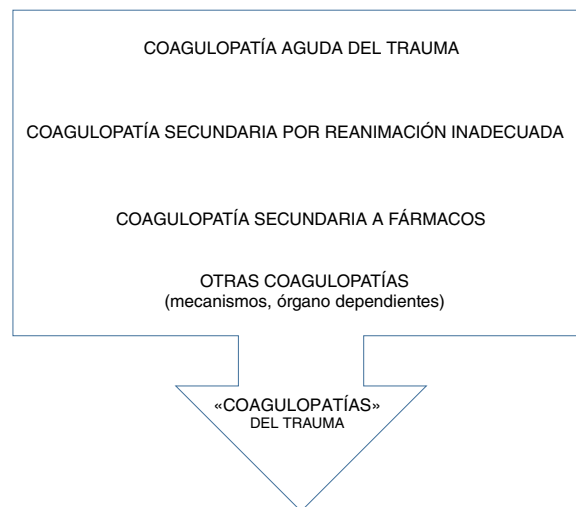 COAGULOPATÍA AGUDA DEL TRAUMA
COAGULOPATÍA SECUNDARIA POR REANIMACIÓN INADECUADA
COAGULOPATÍA SECUNDARIA A FÁRMACOS
OTRAS COAGULOPATÍAS
(mecanismos, órgano dependientes)
«COAGULOPATÍAS»
DEL TRAUMA